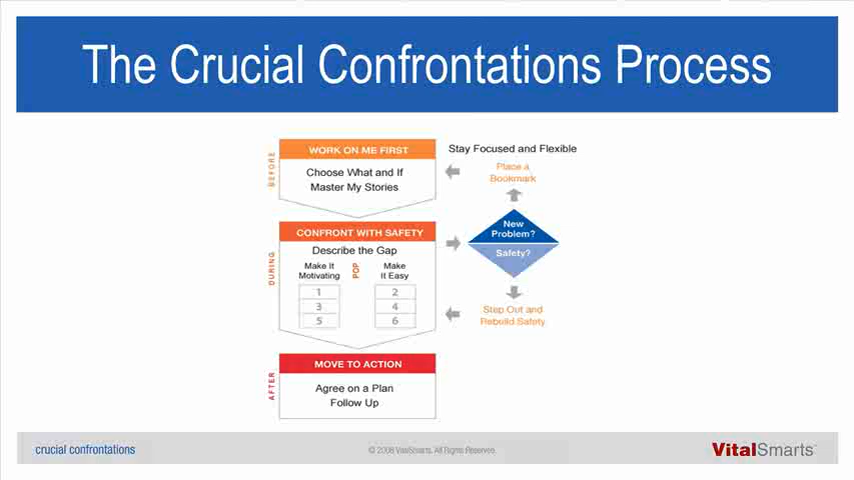 The Crucial Confrontations Process
BEFORE
WORK ON ME FIRST
Choose What and If
Master My Stories
Stay Focused and Flexible
Place a
Bookmark
New
Problem?
Safety?
Step Out and
Rebuild Safety
DURING
CONFRONT WITH SAFETY
Describe the Gap
Make It
Motivating
POP
Make
It Easy
1 2
3 4
5 6
AFTER
MOVE TO ACTION
Agree on a Plan
Follow Up
crucial confrontations
© 2008 VitalSmarts. All Rights Reserved.
VitalSmarts™